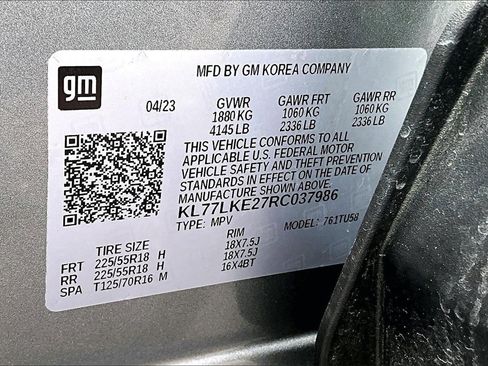 gm
MFD BY GM KOREA COMPANY
04/23 GVWR GAWR FRT GAWR RR
1880 KG 1060 KG 1060 KG
4145 LB 2336 LB 2336 LB
THIS VEHICLE CONFORMS TO ALL
APPLICABLE U.S. FEDERAL MOTOR
VEHICLE SAFETY AND THEFT PREVENTION
STANDARDS IN EFFECT ON THE DATE OF
MANUFACTURE SHOWN ABOVE.
KL77LKE27RC037986
TYPE: MPV MODEL: 761TU58
TIRE SIZE RIM
FRT 225/55R18 H 18X7.5J
RR 225/55R18 H 18X7.5J
SPA T125/70R16 M 16X4BT